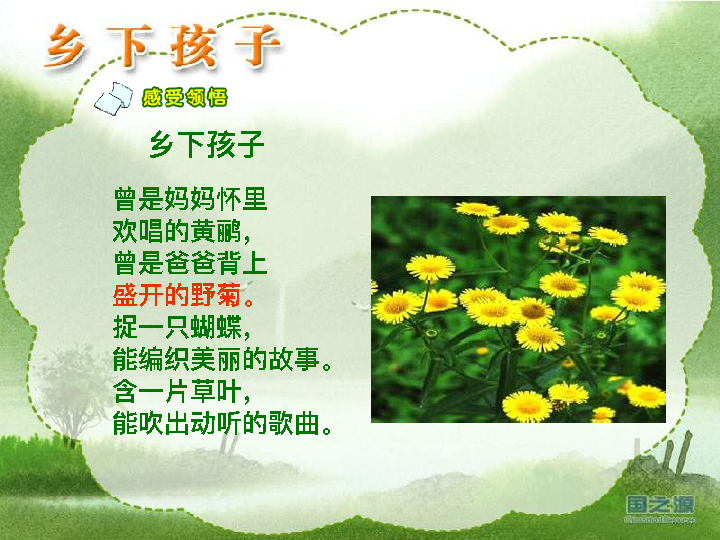 乡下孩子
感受领悟
乡下孩子
曾是妈妈怀里
欢唱的黄鹂，
曾是爸爸背上
盛开的野菊。
捉一只蝴蝶，
能编织美丽的故事。
含一片草叶，
能吹出动听的歌曲。
国之源